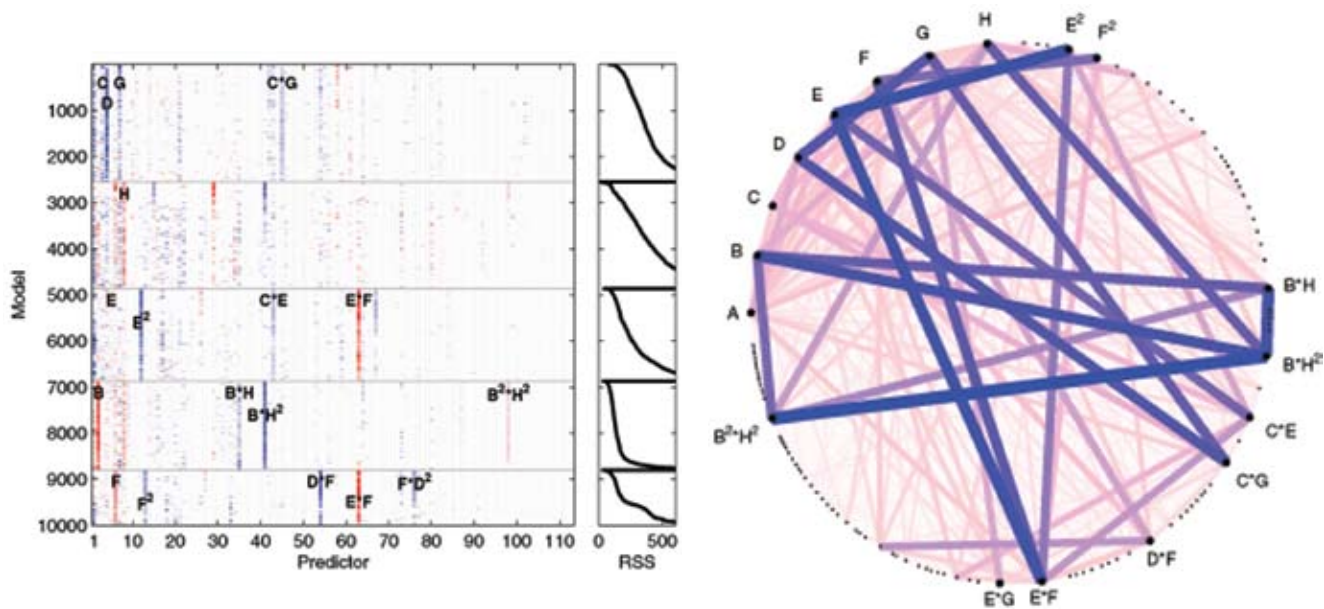 C G
D
C*G
H
E
E²
C*E
E*F
B
B*H
B*H²
B²*H²
F
F²
D*F
E*F
F*D²
1000
2000
3000
4000
5000
6000
7000
8000
9000
10000
Model
1 10 20 30 40 50 60 70 80 90 100 110
Predictor
0 500
RSS
H
E²
F²
G
F
E
D
C
B
A
B²*H²
B*H
B*H²
C*E
C*G
D*F
E*F
E*G